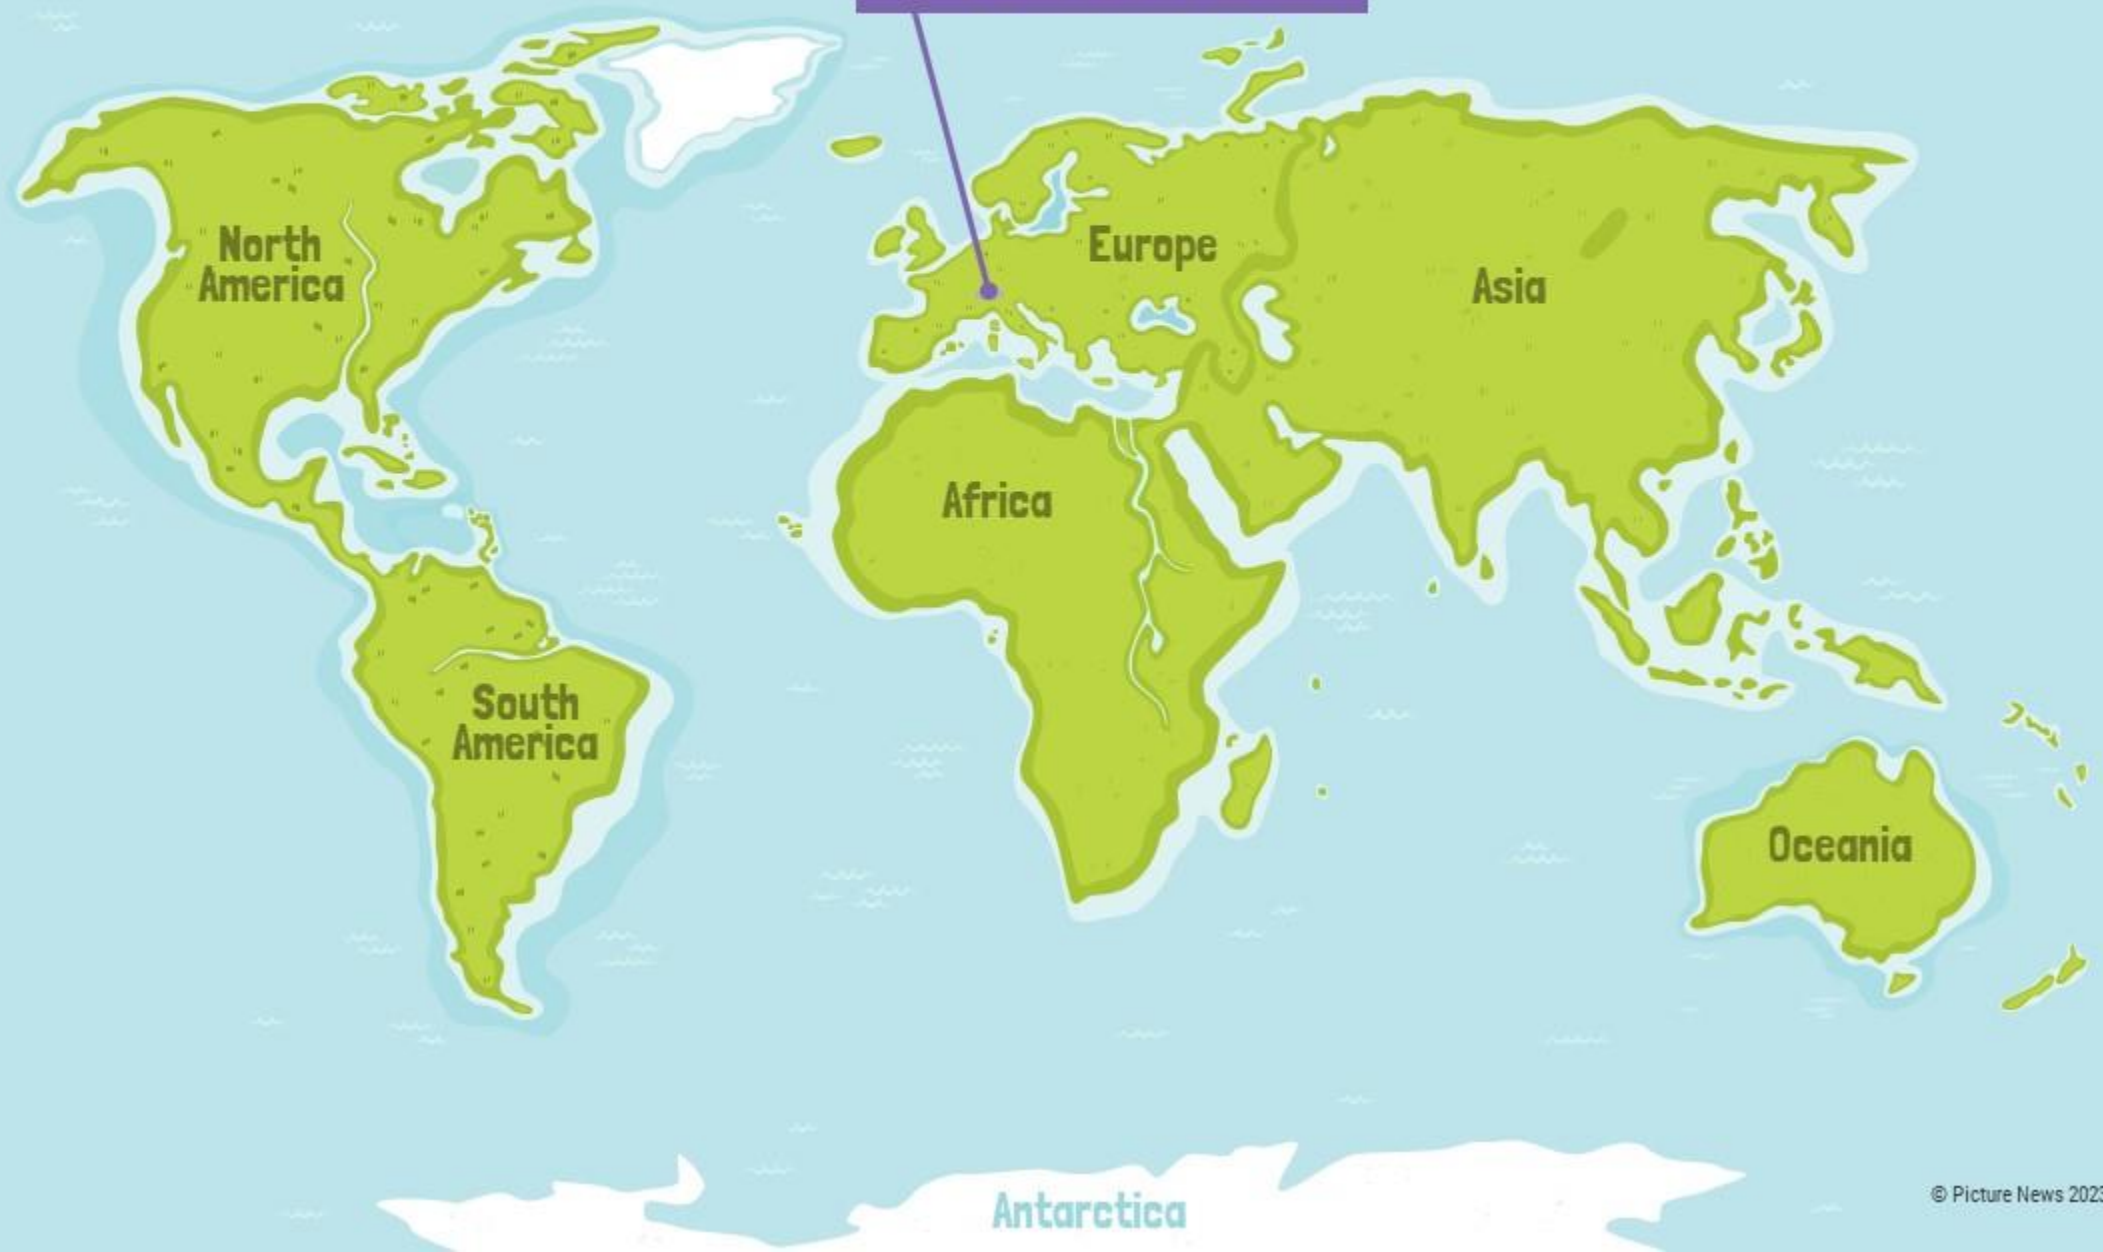 North
America
Europe
Asia
Africa
South
America
Oceania
Antarctica
© Picture News 2023